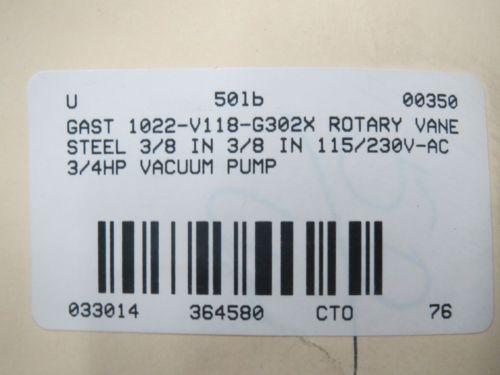 U 50lb 00350
GAST 1022-V118-G302X ROTARY VANE
STEEL 3/8 IN 3/8 IN 115/230V-AC
3/4HP VACUUM PUMP
033014 364580 CTO 76